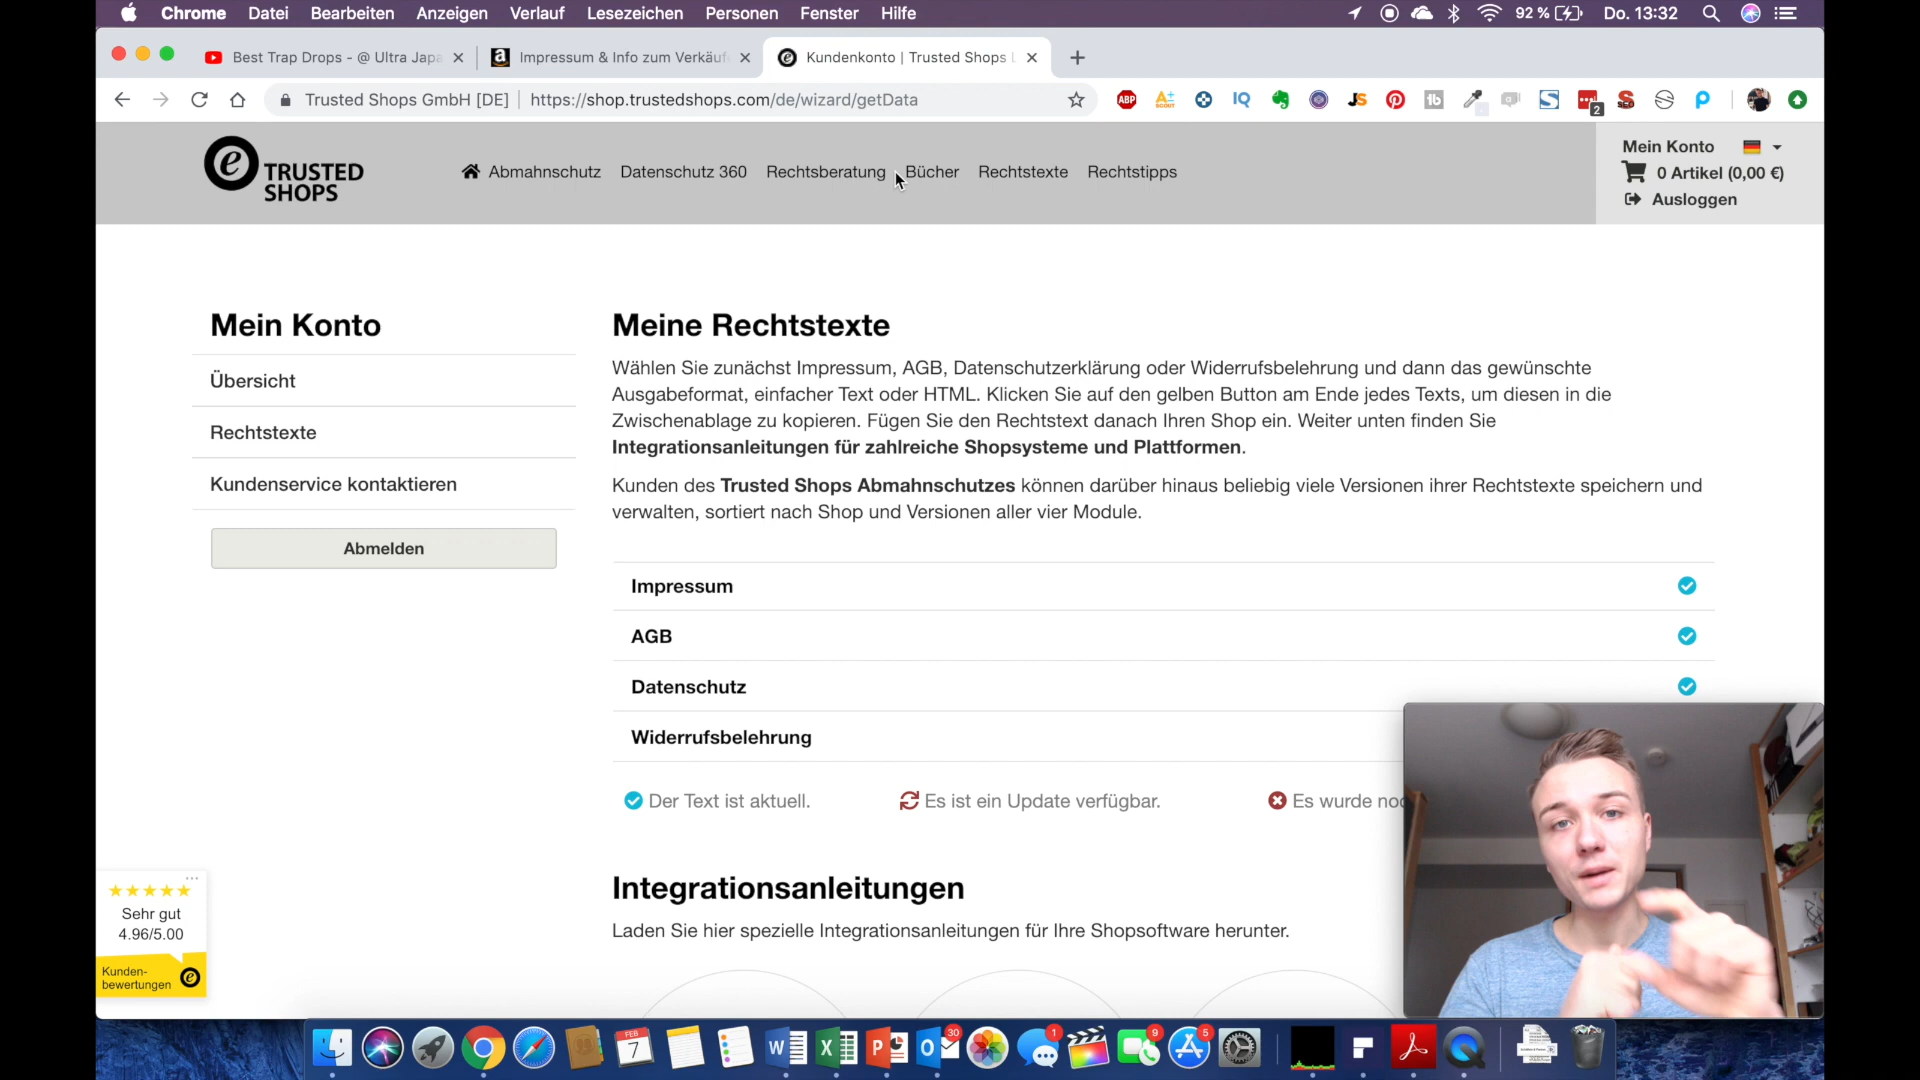 Chrome Datei Bearbeiten Anzeigen Verlauf Lesezeichen Personen Fenster Hilfe
92 % Do. 13:32
Best Trap Drops - @ Ultra Japa
Impressum & Info zum Verkäuf
Kundenkonto | Trusted Shops
Trusted Shops GmbH [DE] https://shop.trustedshops.com/de/wizard/getData
TRUSTED SHOPS
Abmahnschutz Datenschutz 360 Rechtsberatung Bücher Rechtstexte Rechtstipps
Mein Konto
0 Artikel (0,00 €)
Ausloggen
Mein Konto
Übersicht
Rechtstexte
Kundenservice kontaktieren
Abmelden
Meine Rechtstexte
Wählen Sie zunächst Impressum, AGB, Datenschutzerklärung oder Widerrufsbelehrung und dann das gewünschte
Ausgabeformat, einfacher Text oder HTML. Klicken Sie auf den gelben Button am Ende jedes Texts, um diesen in die
Zwischenablage zu kopieren. Fügen Sie den Rechtstext danach Ihren Shop ein. Weiter unten finden Sie
Integrationsanleitungen für zahlreiche Shopsysteme und Plattformen.
Kunden des Trusted Shops Abmahnschutzes können darüber hinaus beliebig viele Versionen ihrer Rechtstexte speichern und
verwalten, sortiert nach Shop und Versionen aller vier Module.
Impressum
AGB
Datenschutz
Widerrufsbelehrung
Der Text ist aktuell. Es ist ein Update verfügbar. Es wurde noc
Integrationsanleitungen
Laden Sie hier spezielle Integrationsanleitungen für Ihre Shopsoftware herunter.
Sehr gut
4.96/5.00
Kunden-
bewertungen
FEB
7
30
1
9
5